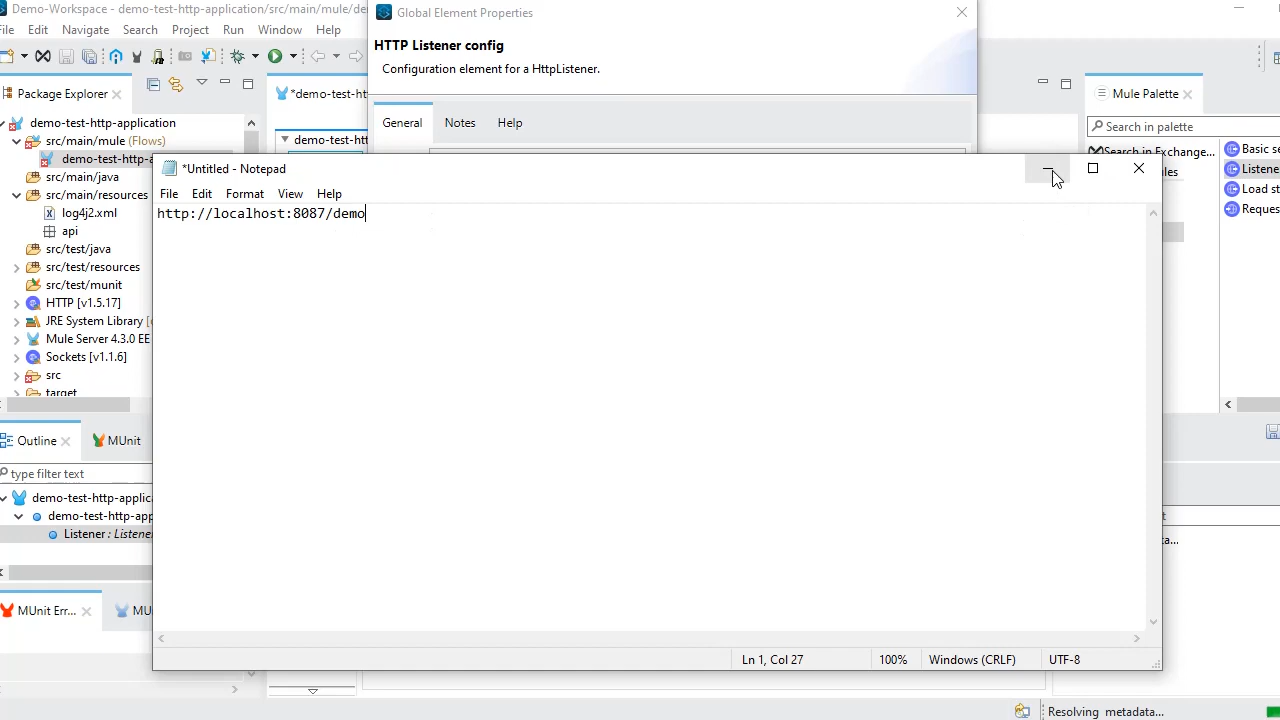 Demo-Workspace - demo-test-http-application/src/main/mule/de
File Edit Navigate Search Project Run Window Help
Package Explorer
demo-test-http-application
src/main/mule (Flows)
demo-test-http-a
src/main/java
src/main/resources
log4j2.xml
api
src/test/java
src/test/resources
src/test/munit
HTTP [v1.5.17]
JRE System Library [
Mule Server 4.3.0 EE
Sockets [v1.1.6]
src
target
*demo-test-htt
demo-test-htt
Global Element Properties
HTTP Listener config
Configuration element for a HttpListener.
General Notes Help
Mule Palette
Search in palette
Search in Exchange...
Basic se
Listene
Load st
Reques
*Untitled - Notepad
File Edit Format View Help
http://localhost:8087/demo
Ln 1, Col 27 100% Windows (CRLF) UTF-8
Outline MUnit
type filter text
demo-test-http-applic
demo-test-http-app
Listener : Listene
MUnit Err... MU
Resolving metadata...